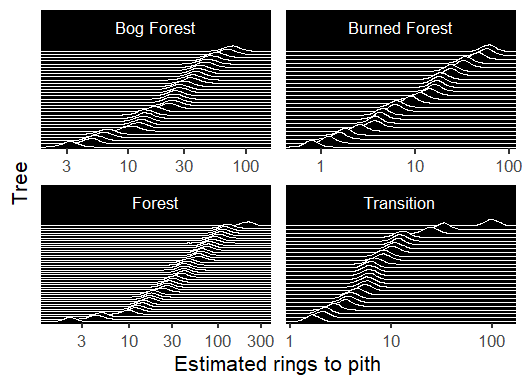 Bog Forest
Burned Forest
3 10 30 100
1 10 100
Tree
Forest
Transition
3 10 30 100 300
1 10 100
Estimated rings to pith